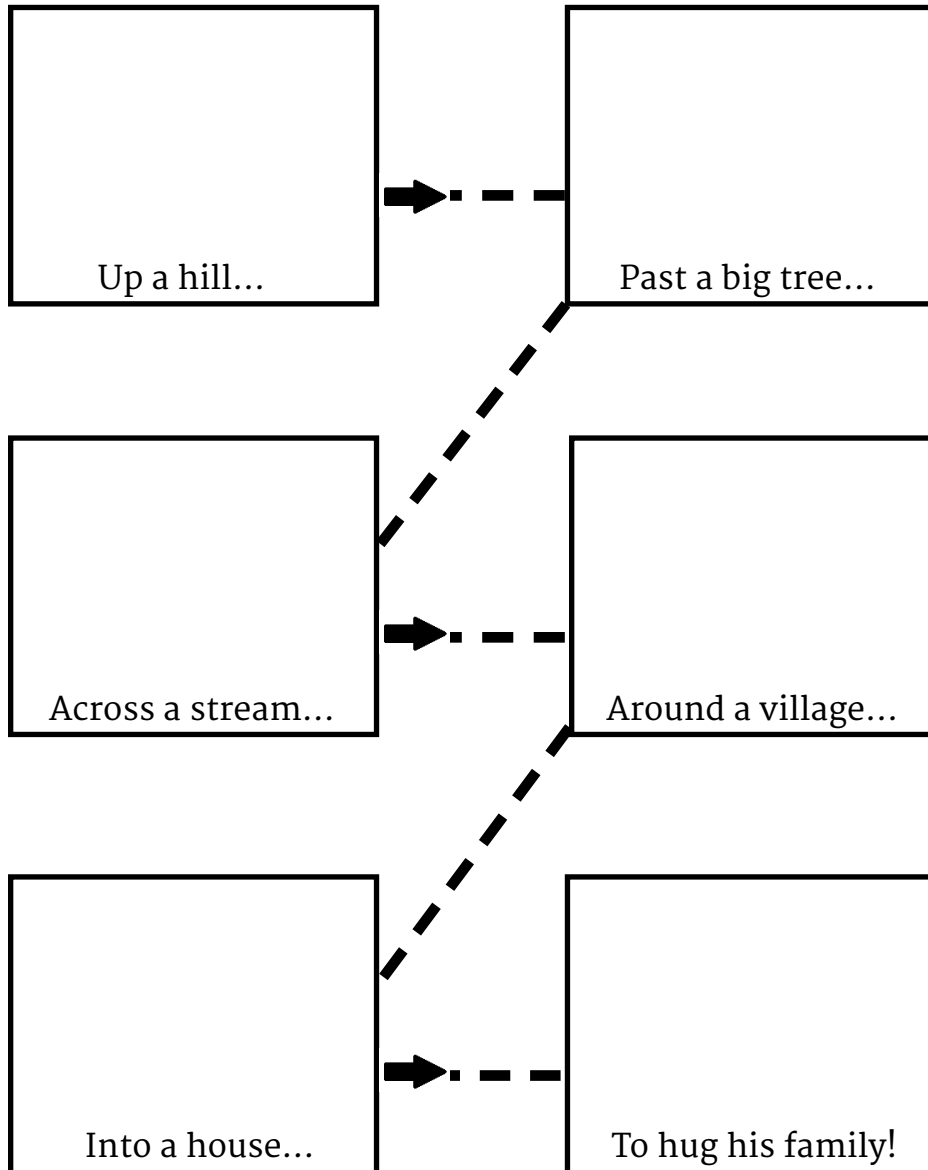 Up a hill...
Past a big tree...
Across a stream...
Around a village...
Into a house...
To hug his family!